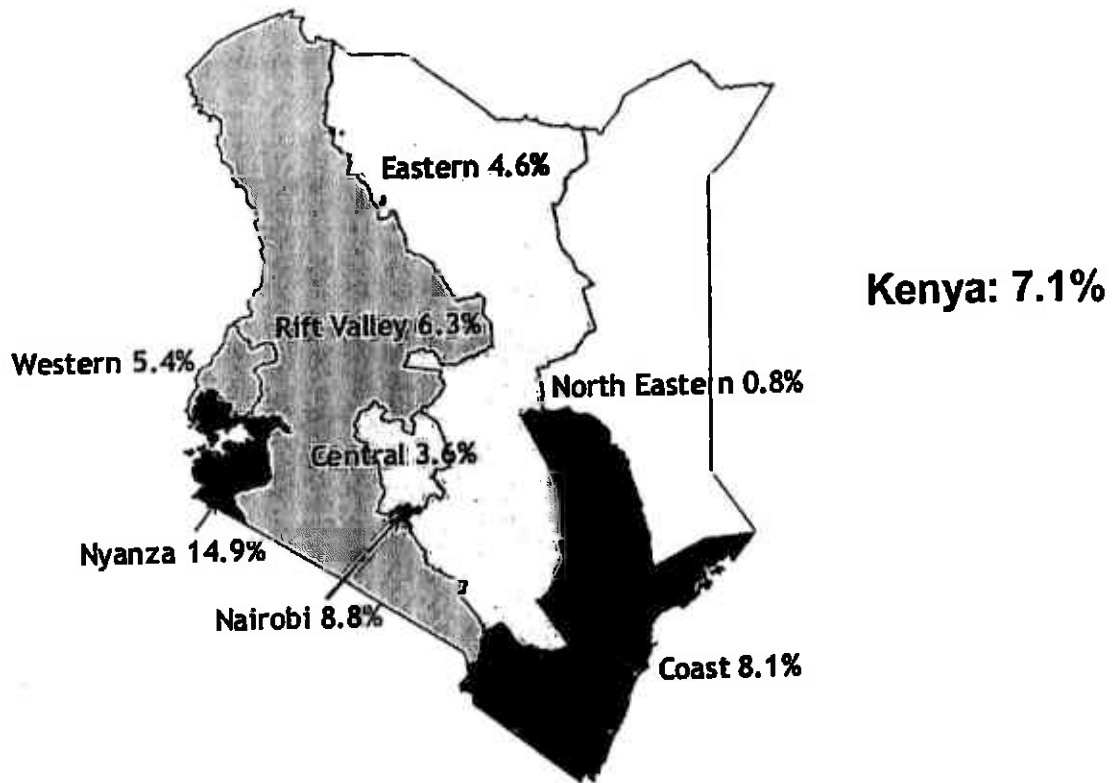 Eastern 4.6%
Kenya: 7.1%
Rift Valley 6.3%
Western 5.4%
North Eastern 0.8%
Central 3.6%
Nyanza 14.9%
Nairobi 8.8%
Coast 8.1%